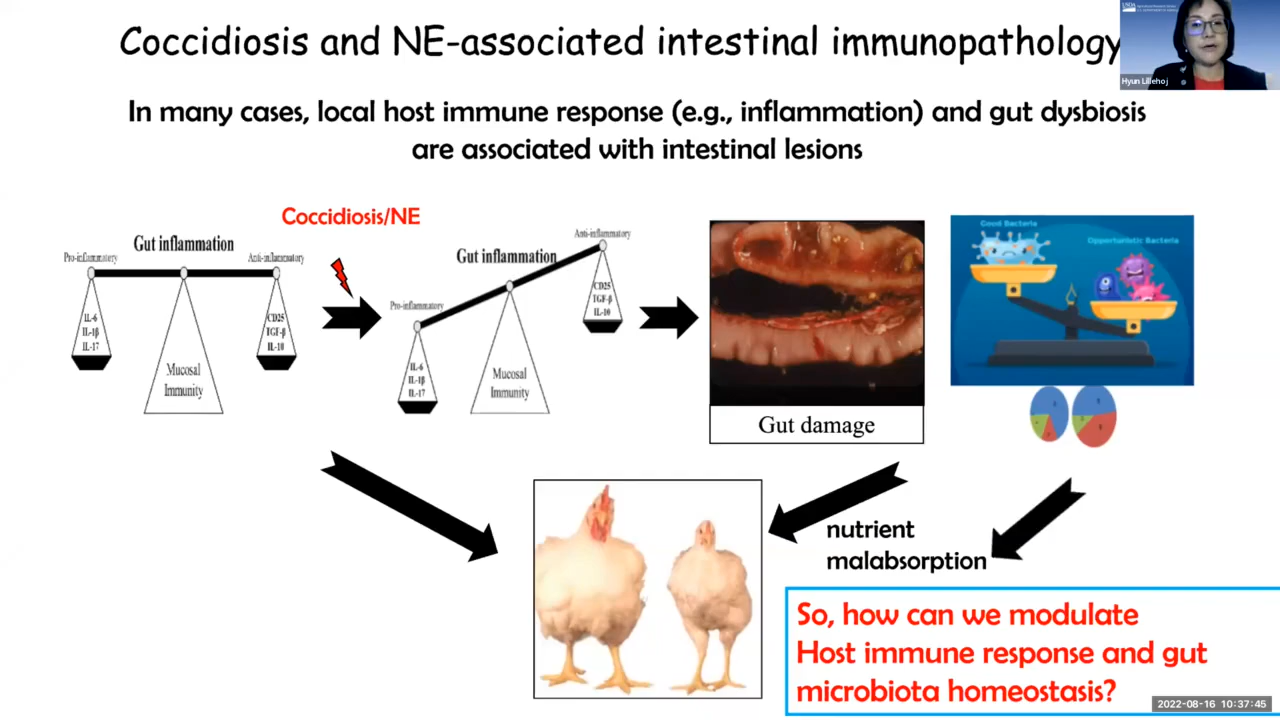 Coccidiosis and NE-associated intestinal immunopathology
Hyun Lillehoj
In many cases, local host immune response (e.g., inflammation) and gut dysbiosis
are associated with intestinal lesions
Coccidiosis/NE
Gut inflammation
Pro-inflammatory
Anti-inflammatory
IL-6
IL-1β
IL-17
CD25
TGF-β
IL-10
Mucosal
Immunity
Gut inflammation
Anti-inflammatory
Pro-inflammatory
CD25
TGF-β
IL-10
IL-6
IL-1β
IL-17
Mucosal
Immunity
Gut damage
Good Bacteria
Opportunistic Bacteria
nutrient
malabsorption
So, how can we modulate
Host immune response and gut
microbiota homeostasis?
2022-08-16 10:37:45